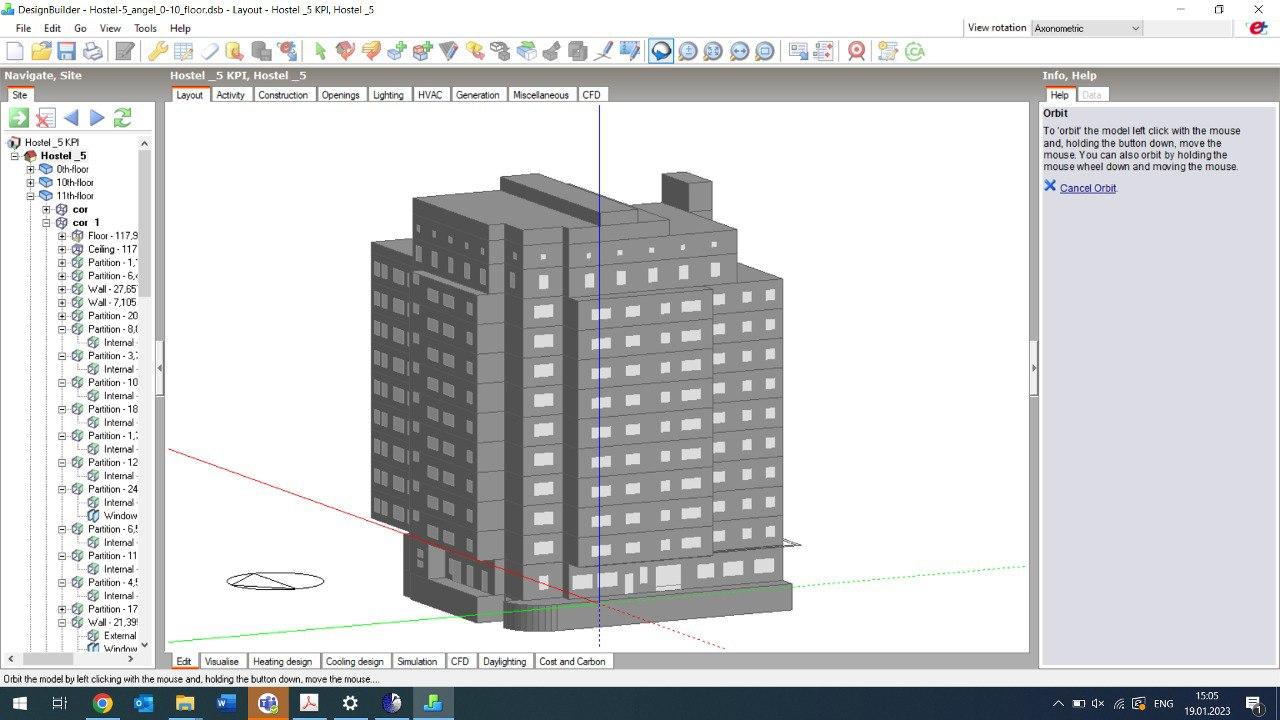 DesignBuilder - Hostel-5_angel_0-10_floor.dsb - Layout - Hostel _5 KPI, Hostel _5
File Edit Go View Tools Help
View rotation Axonometric
Navigate, Site
Hostel _5 KPI, Hostel _5
Info, Help
Site
Layout Activity Construction Openings Lighting HVAC Generation Miscellaneous CFD
Help Data
Orbit
To 'orbit' the model left click with the mouse
and, holding the button down, move the
mouse. You can also orbit by holding the
mouse wheel down and moving the mouse.
Cancel Orbit.
Hostel _5 KPI
Hostel _5
0th-floor
10th-floor
11th-floor
cor
cor 1
Floor - 117,9
Ceiling - 117
Partition - 1,
Partition - 6,4
Wall - 27,65
Wall - 7,105
Partition - 20
Partition - 8,
Internal
Partition - 3,
Internal
Partition - 10
Internal
Partition - 18
Internal
Partition - 1,
Internal
Partition - 12
Internal
Partition - 24
Internal
Window
Partition - 6,5
Internal
Partition - 11
Internal
Partition - 4,
Internal
Partition - 17
Wall - 21,39
External
Window
Edit Visualise Heating design Cooling design Simulation CFD Daylighting Cost and Carbon
Orbit the model by left clicking with the mouse and, holding the button down, move the mouse....
ENG
15:05
19.01.2023